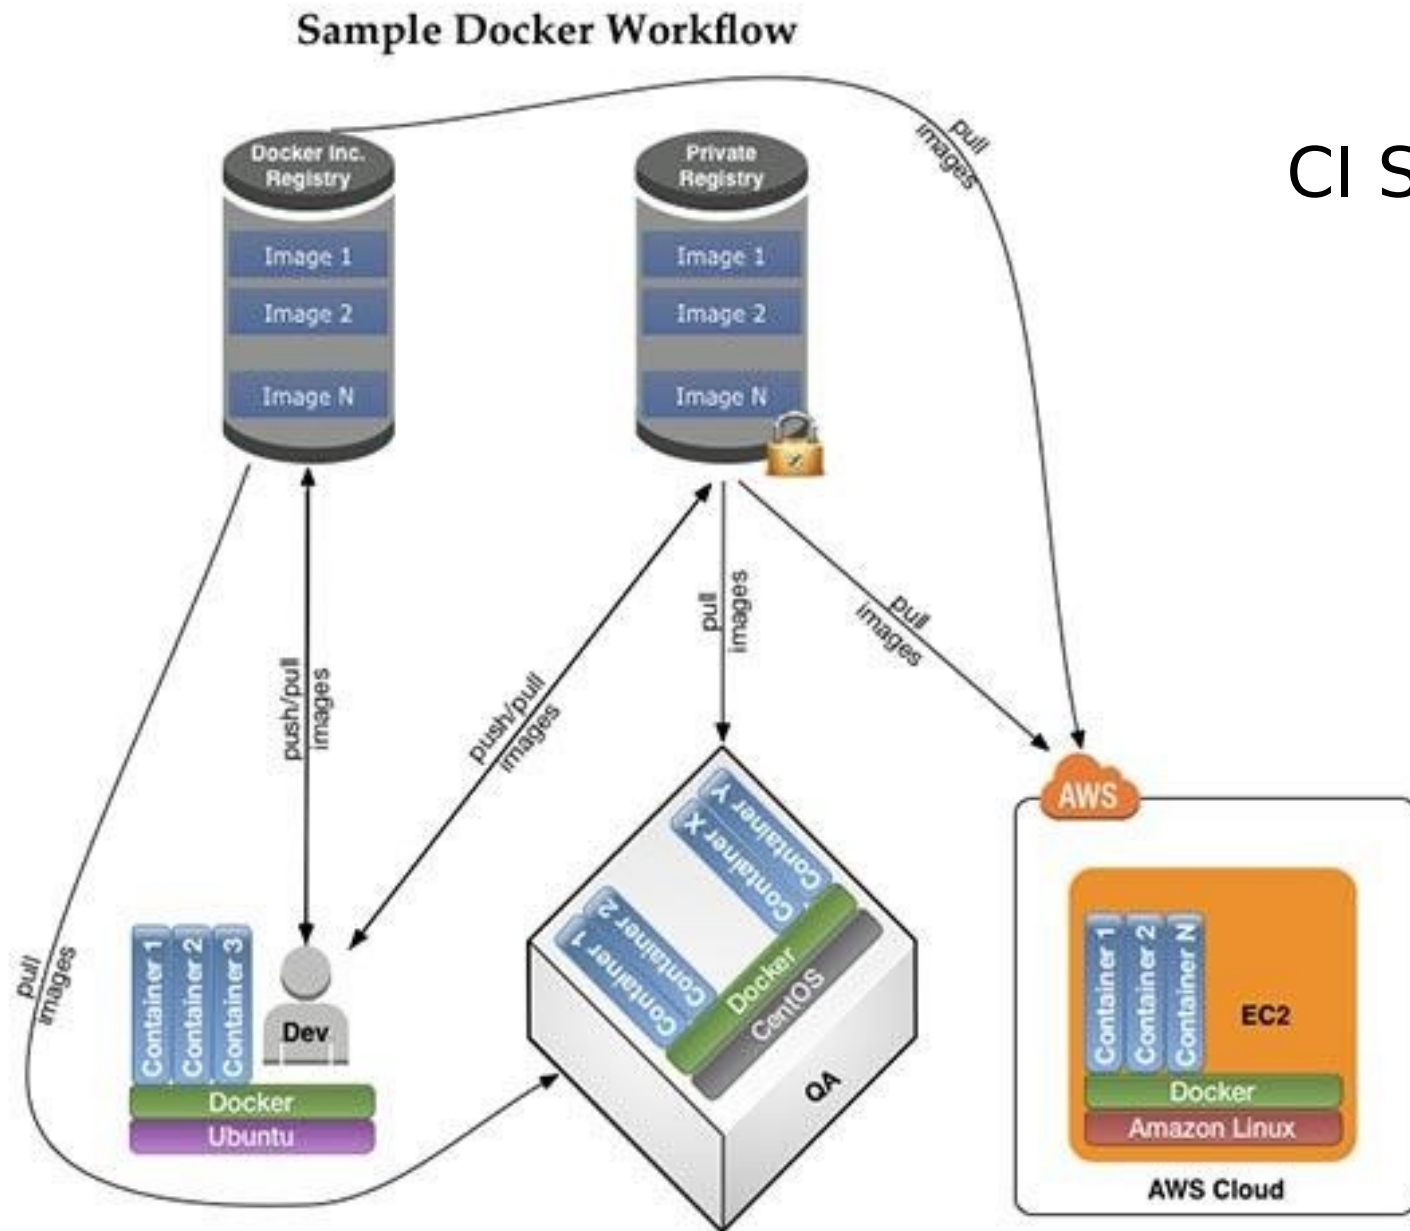 Sample Docker Workflow
CI S
Docker Inc.
Registry
Image 1
Image 2
Image N
Private
Registry
Image 1
Image 2
Image N
pull
images
push/pull
images
push/pull
images
pull
images
pull
images
pull
images
Container 1
Container 2
Container 3
Dev
Docker
Ubuntu
Container 1
Container 2
Container X
Container Y
Docker
CentOS
QA
AWS
Container 1
Container 2
Container N
EC2
Docker
Amazon Linux
AWS Cloud